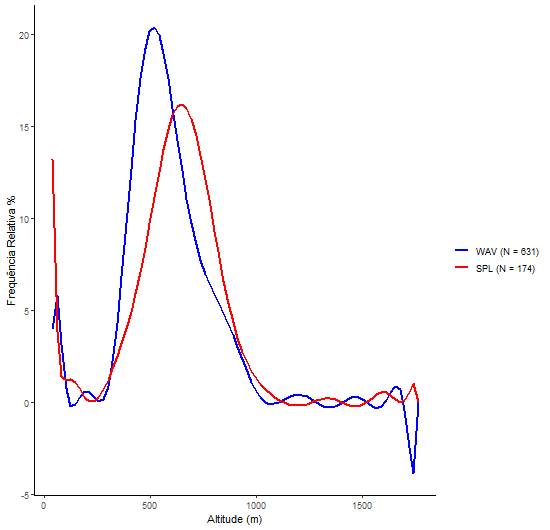 Frequência Relativa %
20
15
10
5
0
-5
0 500 1000 1500
Altitude (m)
WAV (N = 631)
SPL (N = 174)